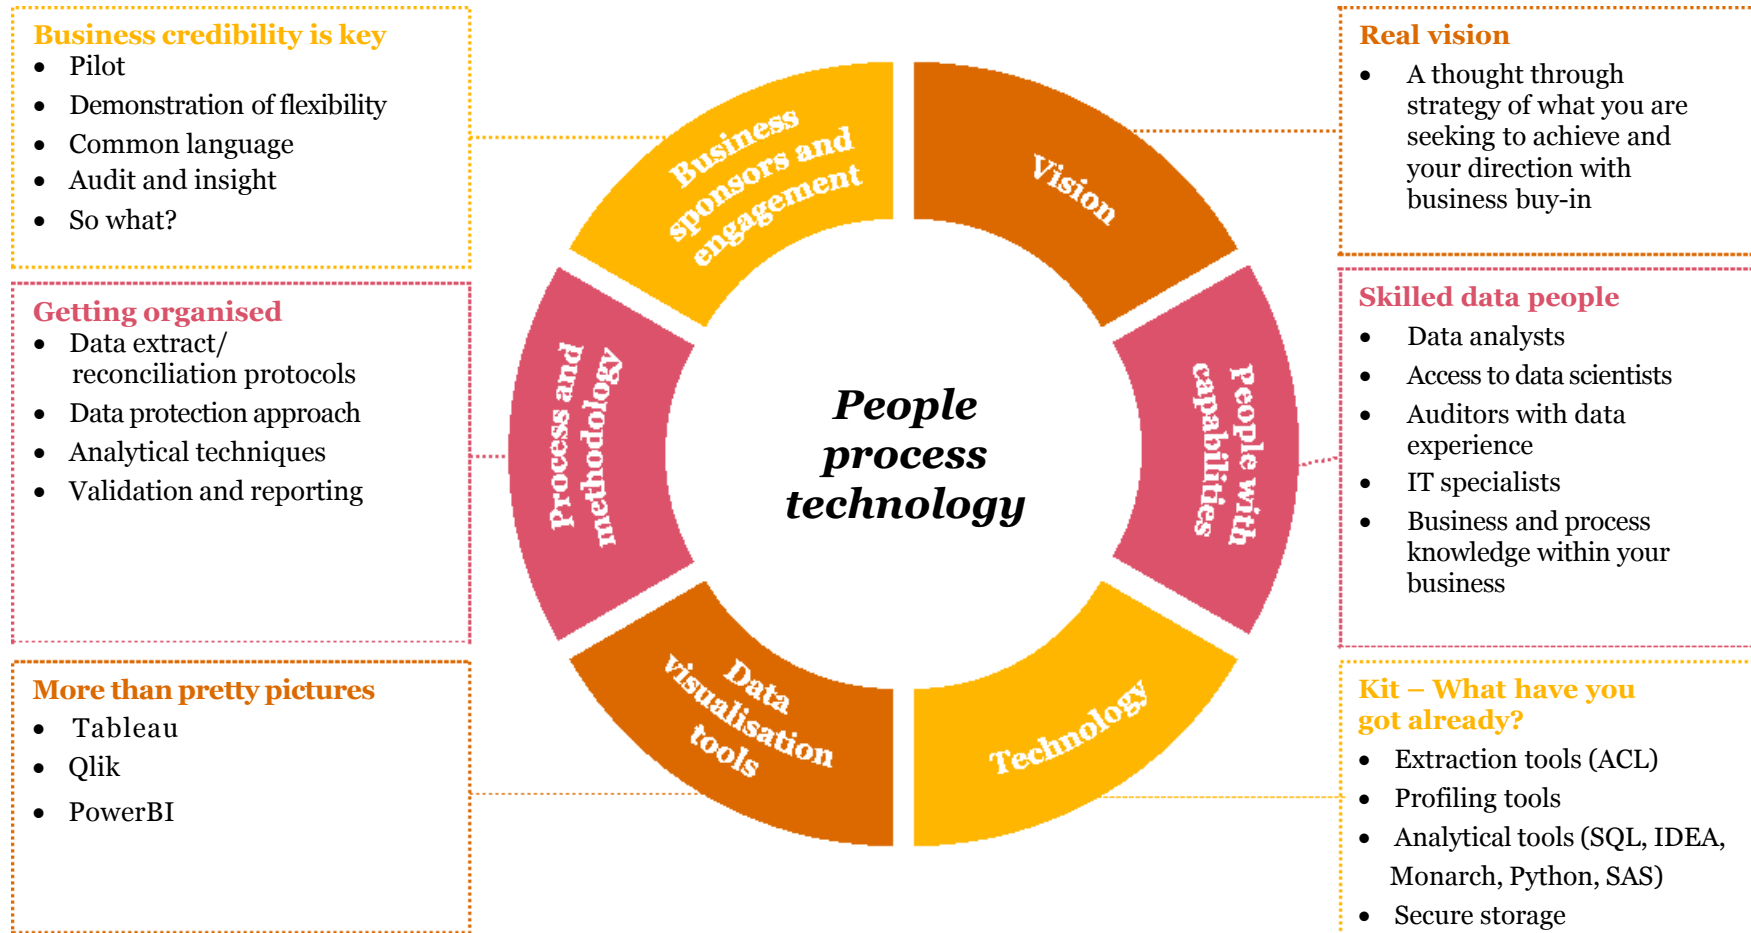 Business credibility is key
• Pilot
• Demonstration of flexibility
• Common language
• Audit and insight
• So what?
Getting organised
• Data extract/
reconciliation protocols
• Data protection approach
• Analytical techniques
• Validation and reporting
More than pretty pictures
• Tableau
• Qlik
• PowerBI
Business
sponsors and
engagement
Vision
Process and
methodology
People
process
technology
People with
capabilities
Data
visualisation
tools
Technology
Real vision
• A thought through
strategy of what you are
seeking to achieve and
your direction with
business buy-in
Skilled data people
• Data analysts
• Access to data scientists
• Auditors with data
experience
• IT specialists
• Business and process
knowledge within your
business
Kit – What have you
got already?
• Extraction tools (ACL)
• Profiling tools
• Analytical tools (SQL, IDEA,
Monarch, Python, SAS)
• Secure storage